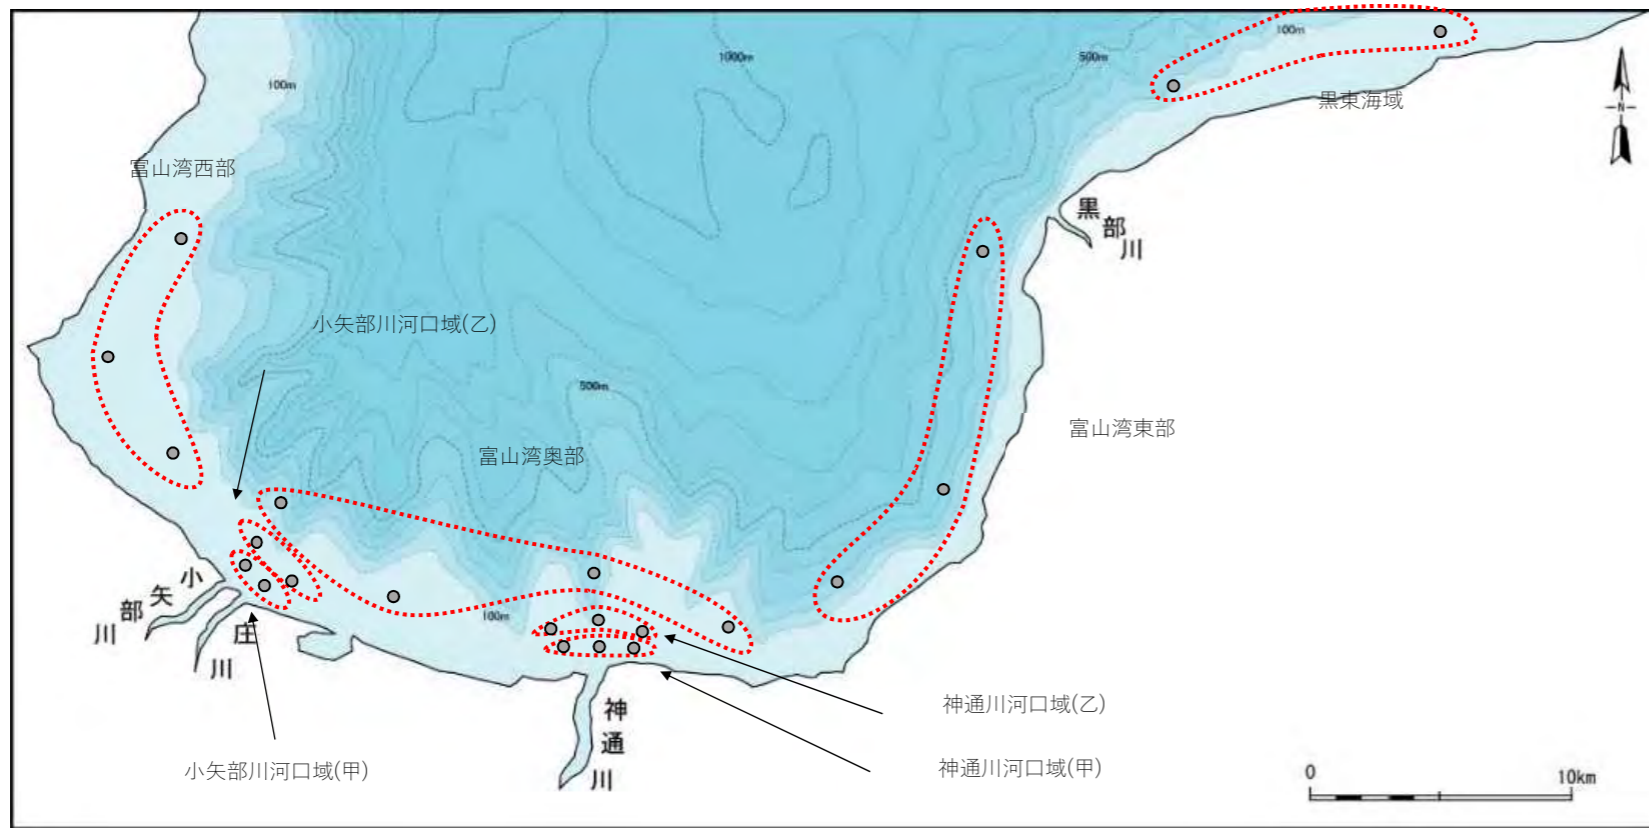 100m
1000m
500m
100m
黒東海域
N
富山湾西部
黒部川
小矢部川河口域(乙)
500m
富山湾東部
富山湾奥部
小矢部川
庄川
100m
神通川
神通川河口域(乙)
神通川河口域(甲)
小矢部川河口域(甲)
0 10km